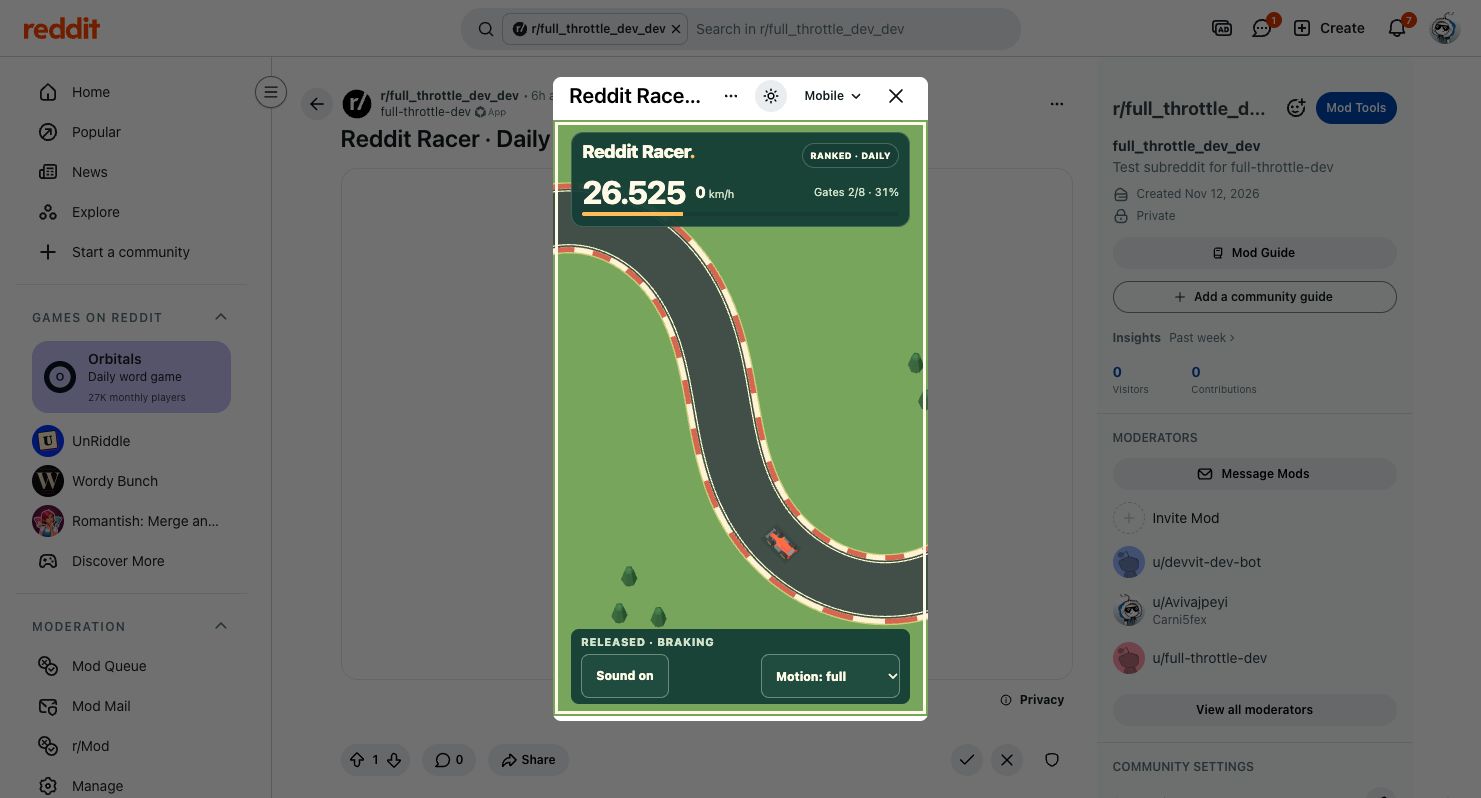 reddit
r/full_throttle_dev_dev
Search in r/full_throttle_dev_dev
AD
1
Create
7
Home
Popular
News
Explore
Start a community
GAMES ON REDDIT
Orbitals
Daily word game
27K monthly players
UnRiddle
Wordy Bunch
Romantish: Merge an...
Discover More
MODERATION
Mod Queue
Mod Mail
r/Mod
Manage
r/full_throttle_dev_dev • 6h a
full-throttle-dev App
Reddit Racer · Daily
Reddit Race...
Mobile
Reddit Racer.
RANKED · DAILY
26.525 0 km/h
Gates 2/8 · 31%
RELEASED · BRAKING
Sound on
Motion: full
Privacy
1
0
Share
r/full_throttle_d...
Mod Tools
full_throttle_dev_dev
Test subreddit for full-throttle-dev
Created Nov 12, 2026
Private
Mod Guide
Add a community guide
Insights Past week >
0
Visitors
0
Contributions
MODERATORS
Message Mods
Invite Mod
u/devvit-dev-bot
u/Avivajpeyi
Carni5fex
u/full-throttle-dev
View all moderators
COMMUNITY SETTINGS